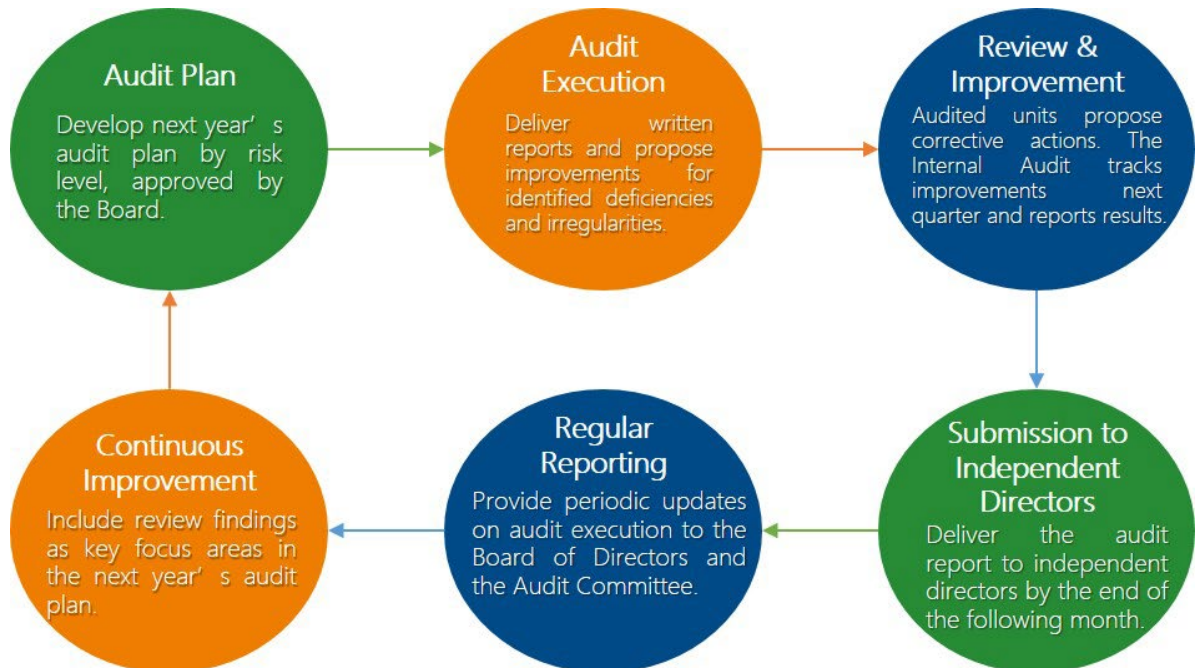 Audit Plan
Develop next year’ s
audit plan by risk
level, approved by
the Board.
Audit
Execution
Deliver written
reports and propose
improvements for
identified deficiencies
and irregularities.
Review &
Improvement
Audited units propose
corrective actions. The
Internal Audit tracks
improvements next
quarter and reports results.
Submission to
Independent
Directors
Deliver the audit
report to independent
directors by the end of
the following month.
Regular
Reporting
Provide periodic updates
on audit execution to the
Board of Directors and
the Audit Committee.
Continuous
Improvement
Include review findings
as key focus areas in
the next year’ s audit
plan.